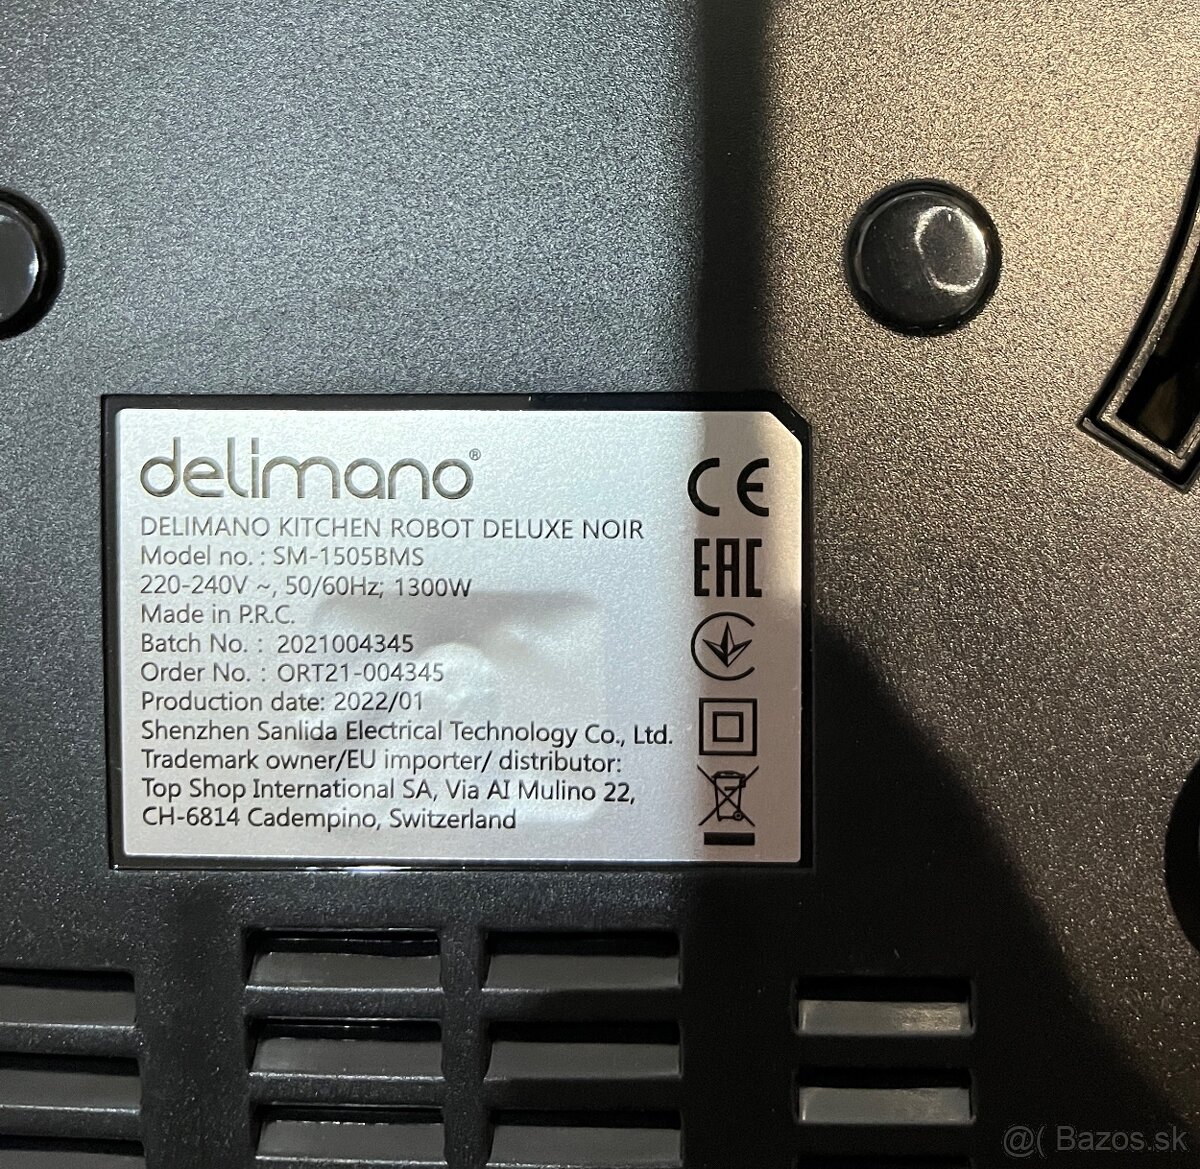 delimano®
DELIMANO KITCHEN ROBOT DELUXE NOIR
Model no. : SM-1505BMS
220-240V ~, 50/60Hz; 1300W
Made in P.R.C.
Batch No. : 2021004345
Order No. : ORT21-004345
Production date: 2022/01
Shenzhen Sanlida Electrical Technology Co., Ltd.
Trademark owner/EU importer/ distributor:
Top Shop International SA, Via AI Mulino 22,
CH-6814 Cadempino, Switzerland
CE
EAC
@( Bazos.sk